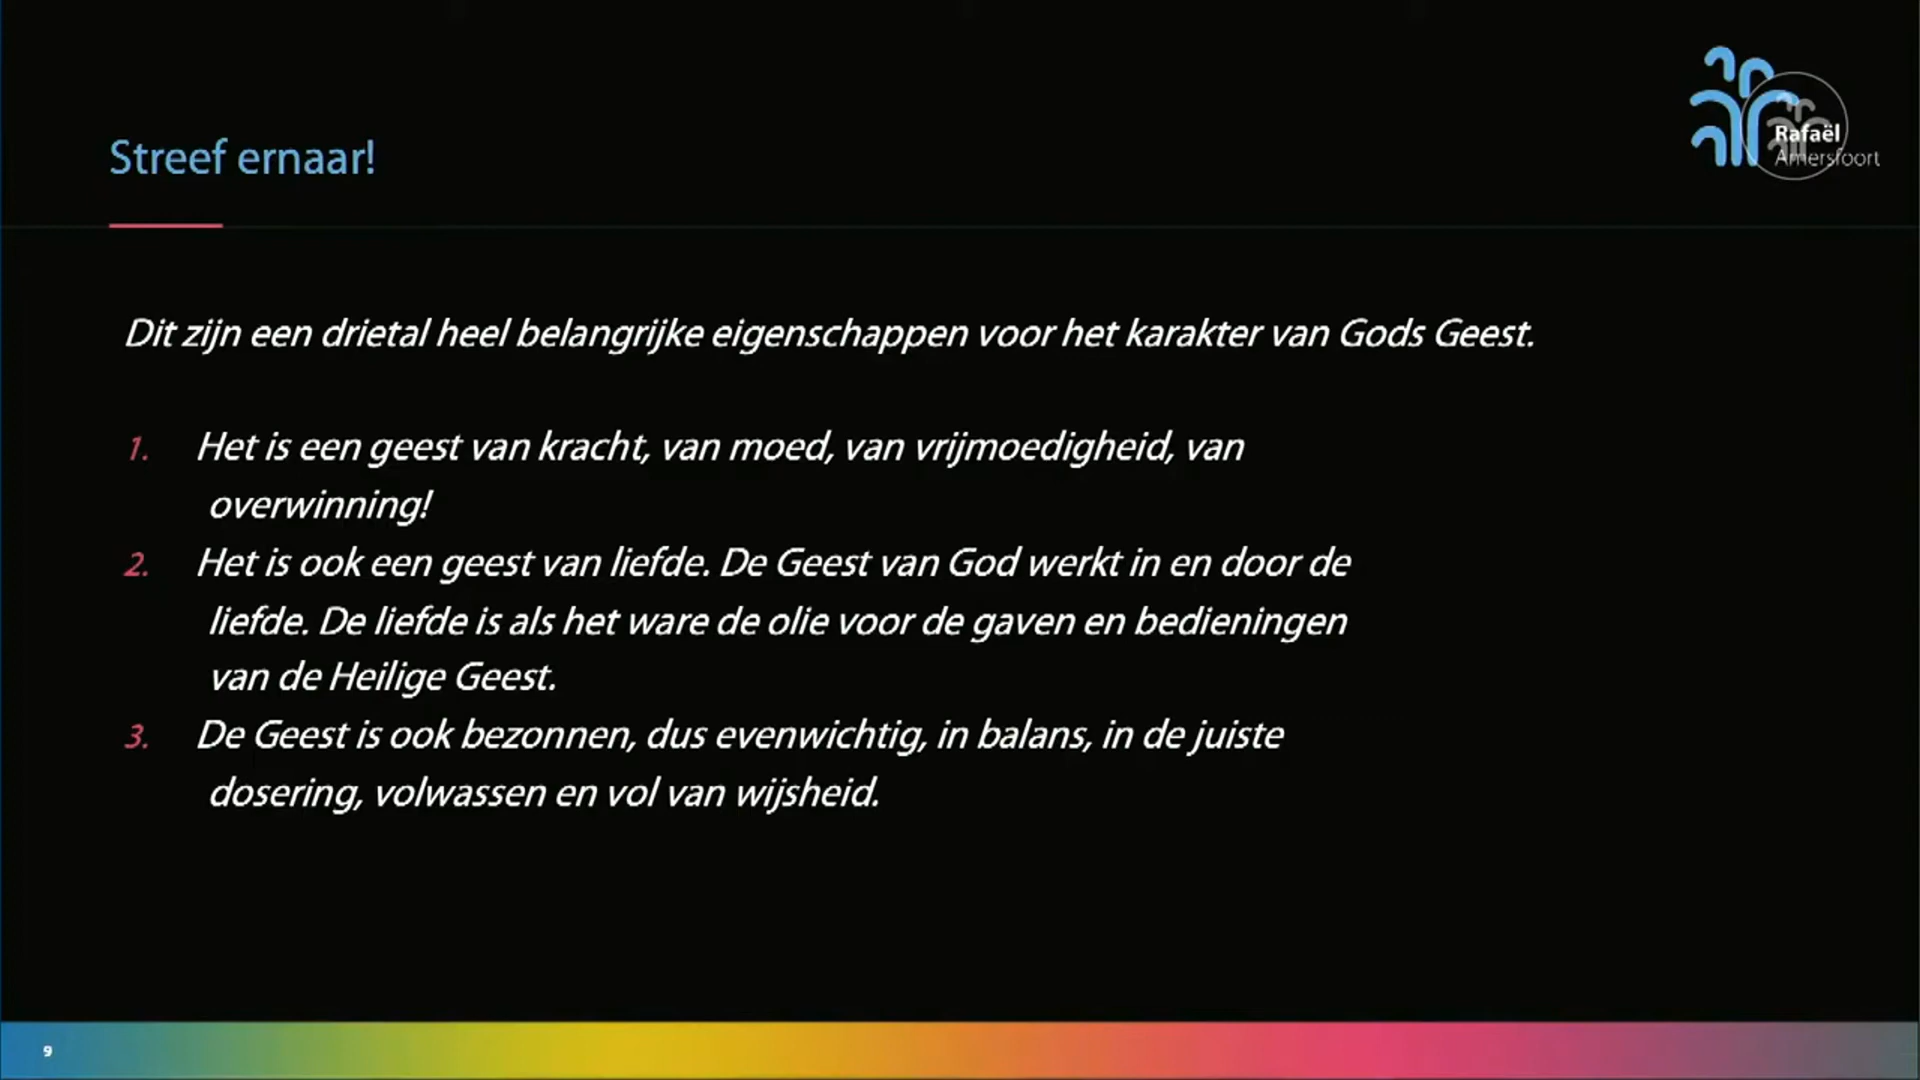 Rafaël
Amersfoort
Streef ernaar!
Dit zijn een drietal heel belangrijke eigenschappen voor het karakter van Gods Geest.
1. Het is een geest van kracht, van moed, van vrijmoedigheid, van
overwinning!
2. Het is ook een geest van liefde. De Geest van God werkt in en door de
liefde. De liefde is als het ware de olie voor de gaven en bedieningen
van de Heilige Geest.
3. De Geest is ook bezonnen, dus evenwichtig, in balans, in de juiste
dosering, volwassen en vol van wijsheid.
9